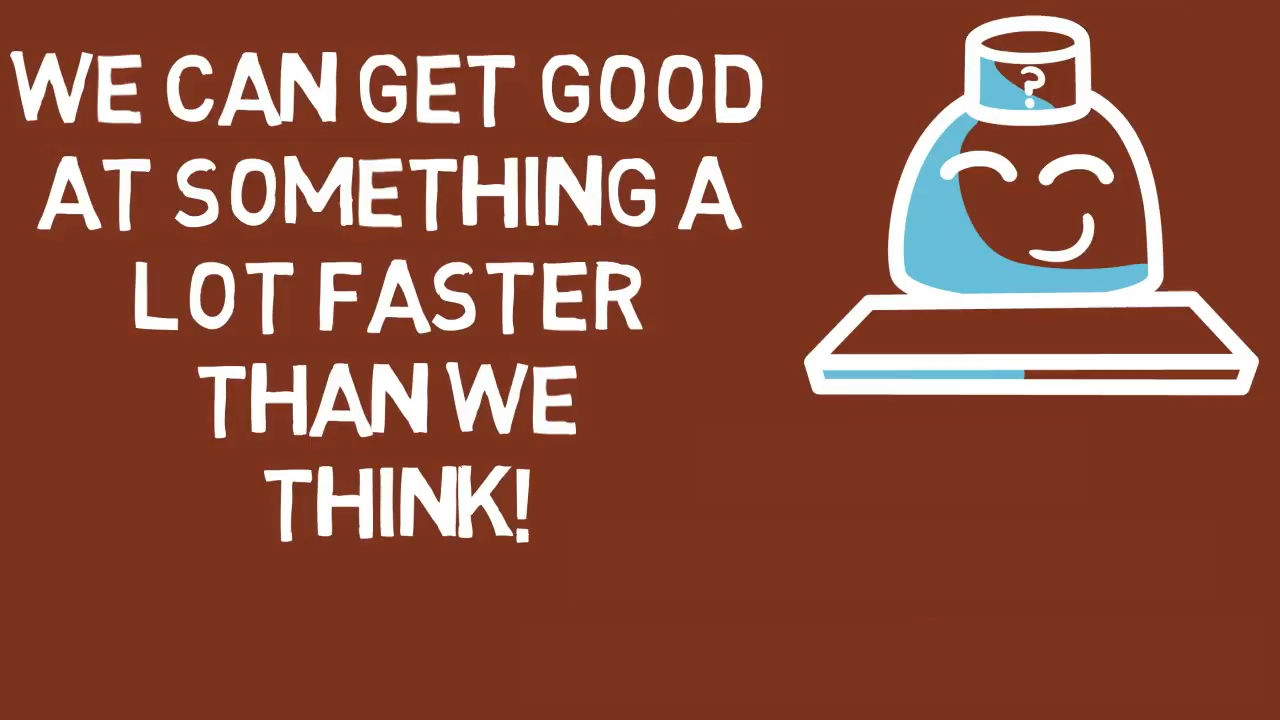 WE CAN GET GOOD
AT SOMETHING A
LOT FASTER
THAN WE
THINK!
?